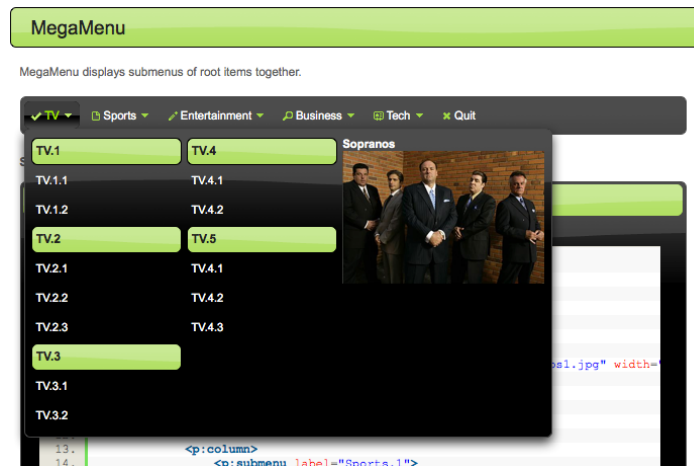 MegaMenu
MegaMenu displays submenus of root items together.
TV Sports Entertainment Business Tech Quit
TV.1 TV.4 Sopranos
TV.1.1 TV.4.1
TV.1.2 TV.4.2
TV.2 TV.5
TV.2.1 TV.4.1
TV.2.2 TV.4.2
TV.2.3 TV.4.3
TV.3
os1.jpg" width="
TV.3.1
TV.3.2
13. <p:column>
14. <p:submenu label="Sports.1">